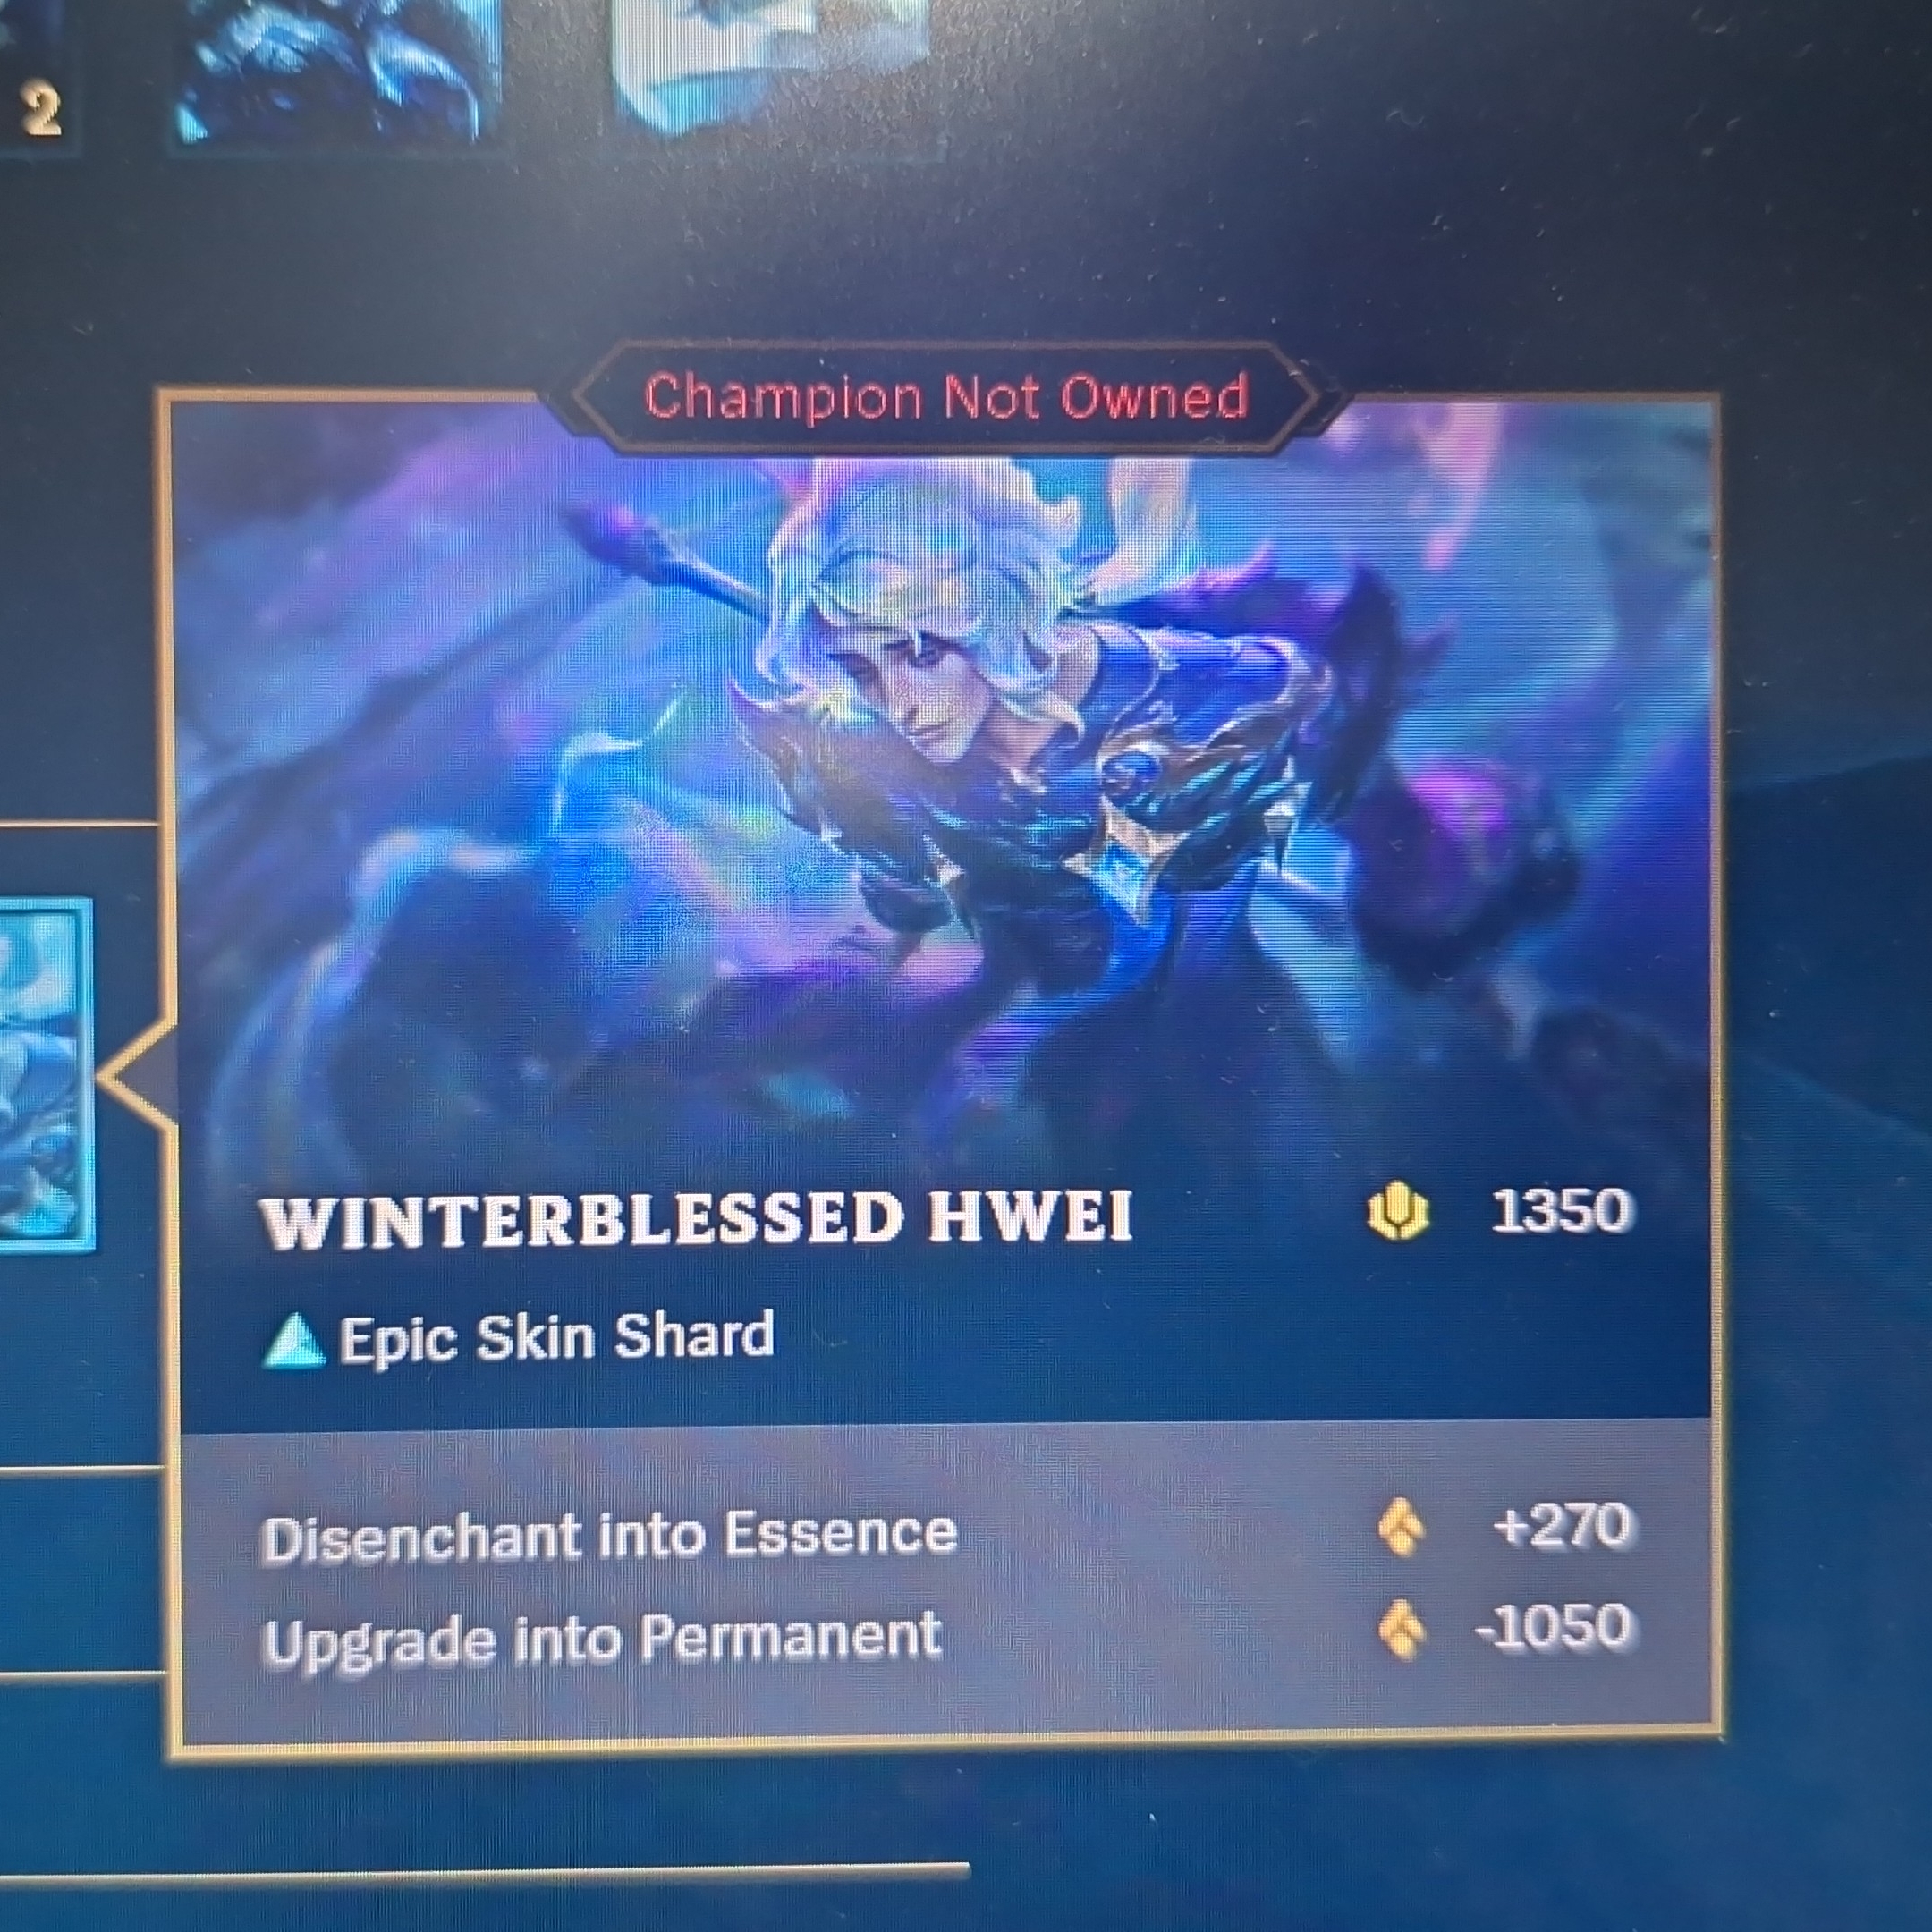 2
Champion Not Owned
WINTERBLESSED HWEI 1350
Epic Skin Shard
Disenchant into Essence +270
Upgrade into Permanent -1050